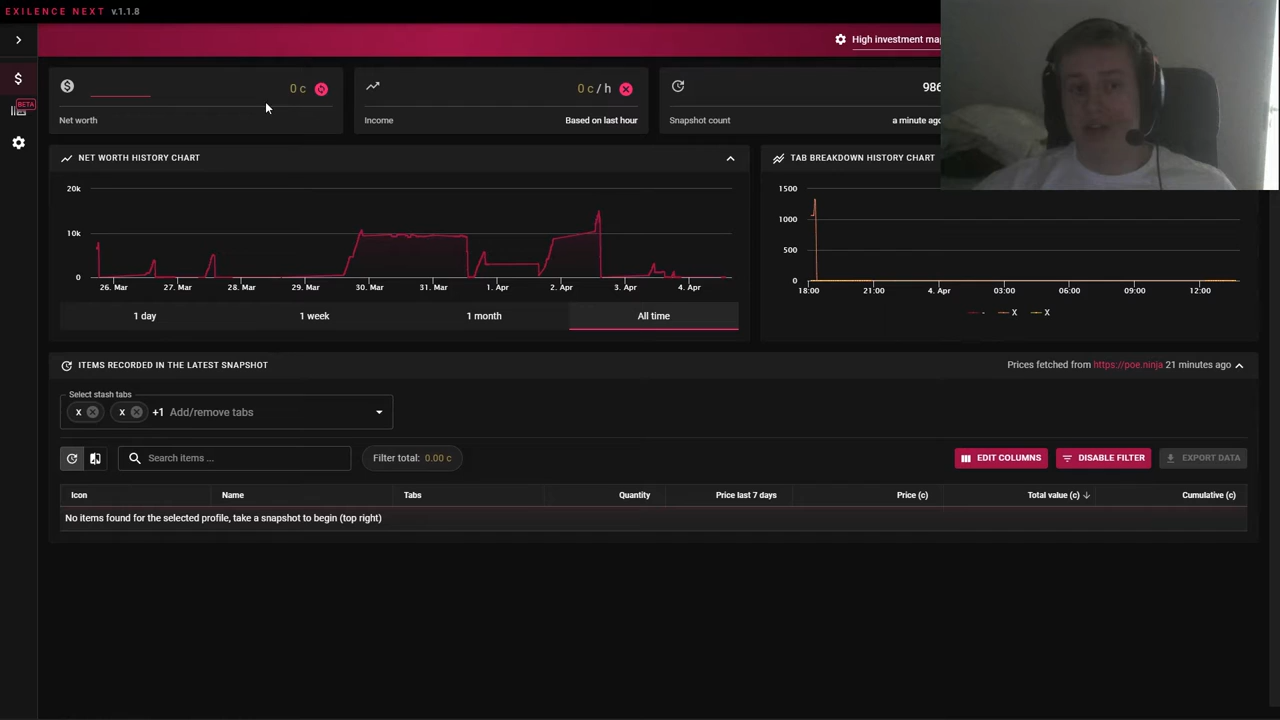 EXILENCE NEXT v.1.1.8
High investment map
0 c
0 c / h
986
Net worth
Income
Based on last hour
Snapshot count
a minute ago
NET WORTH HISTORY CHART
TAB BREAKDOWN HISTORY CHART
BETA
20k
10k
0
26. Mar
27. Mar
28. Mar
29. Mar
30. Mar
31. Mar
1. Apr
2. Apr
3. Apr
4. Apr
1500
1000
500
0
18:00
21:00
4. Apr
03:00
06:00
09:00
12:00
-
X
X
1 day
1 week
1 month
All time
ITEMS RECORDED IN THE LATEST SNAPSHOT
Prices fetched from https://poe.ninja 21 minutes ago
Select stash tabs
X
X
+1
Add/remove tabs
Search items ...
Filter total: 0.00 c
EDIT COLUMNS
DISABLE FILTER
EXPORT DATA
Icon
Name
Tabs
Quantity
Price last 7 days
Price (c)
Total value (c)
Cumulative (c)
No items found for the selected profile, take a snapshot to begin (top right)